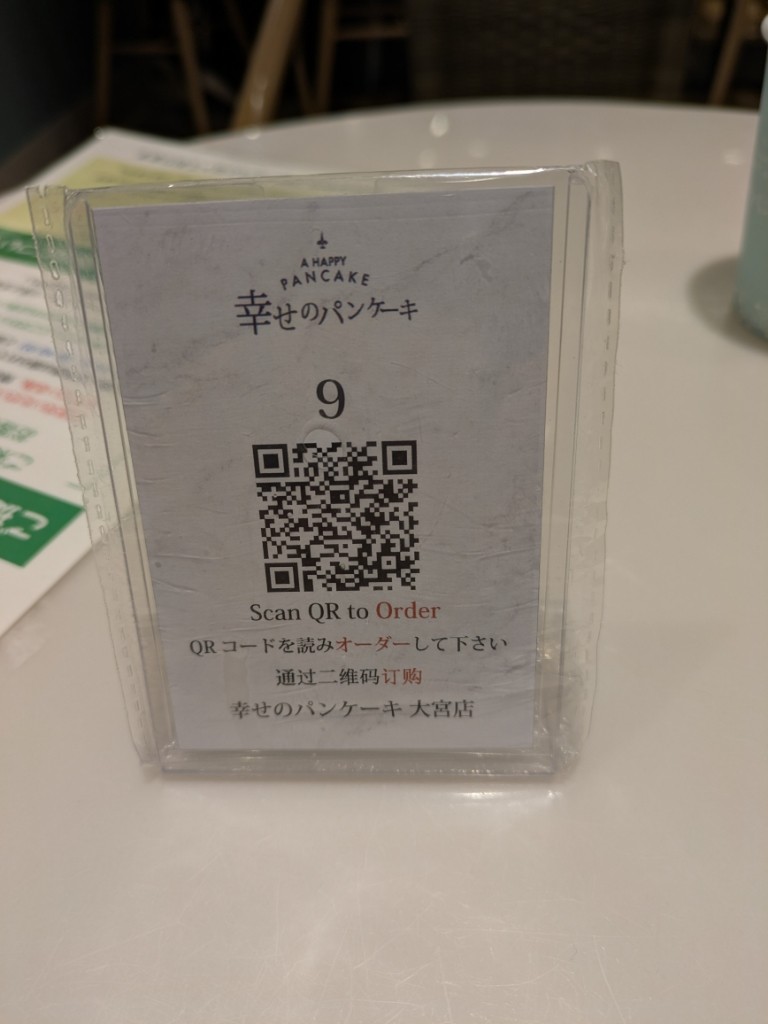 A HAPPY
PANCAKE
幸せのパンケーキ
9
Scan QR to Order
QRコードを読みオーダーして下さい
通过二维码订购
幸せのパンケーキ 大宮店